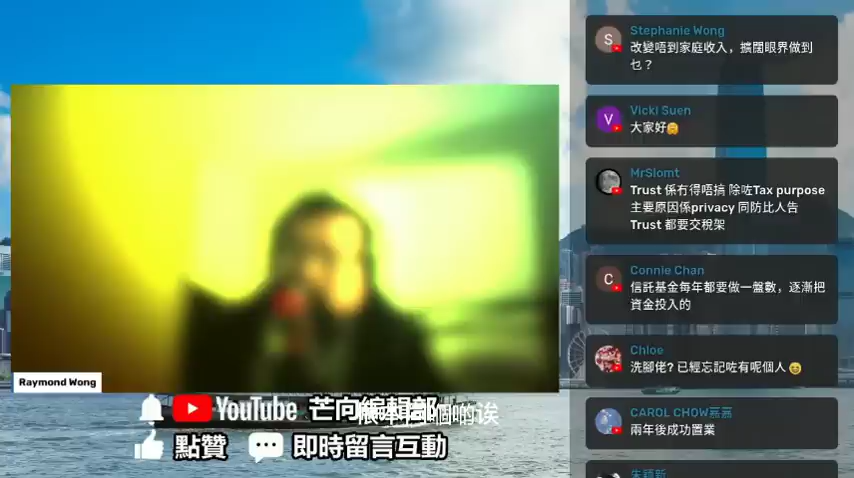 Raymond Wong
YouTube 芒向編輯部
點贊 即時留言互動
Stephanie Wong
改變唔到家庭收入，擴闊眼界做到
乜？
Vicki Suen
大家好
MrSlomt
Trust 係冇得唔搞 除咗Tax purpose
主要原因係privacy 同防比人告
Trust 都要交稅架
Connie Chan
信託基金每年都要做一盤數，逐漸把
資金投入的
Chloe
洗腳佬? 已經忘記咗有呢個人
CAROL CHOW嘉嘉
兩年後成功置業